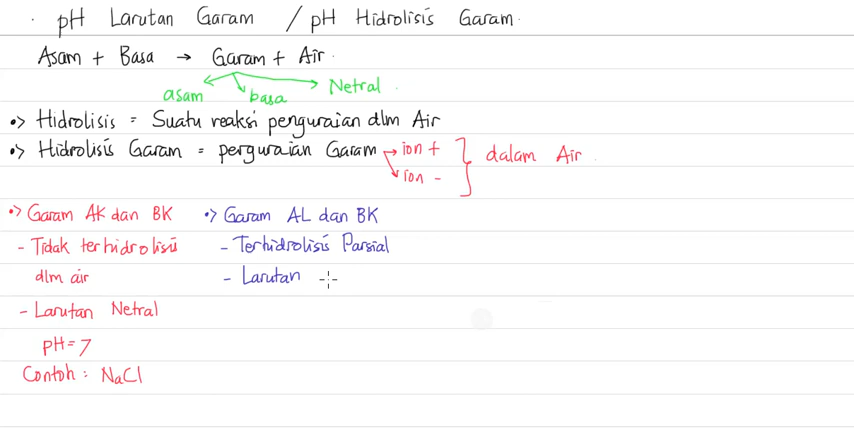 · pH Larutan Garam / pH Hidrolisis Garam
Asam + Basa → Garam + Air.
asam basa Netral.
•> Hidrolisis = Suatu reaksi penguraian dlm Air
•> Hidrolisis Garam = perguraian Garam → ion + } dalam Air.
→ ion -
•> Garam AK dan BK
- Tidak terhidrolisis
dlm air
- Larutan Netral
pH = 7
Contoh : NaCl
•> Garam AL dan BK
- Terhidrolisis Parsial
- Larutan